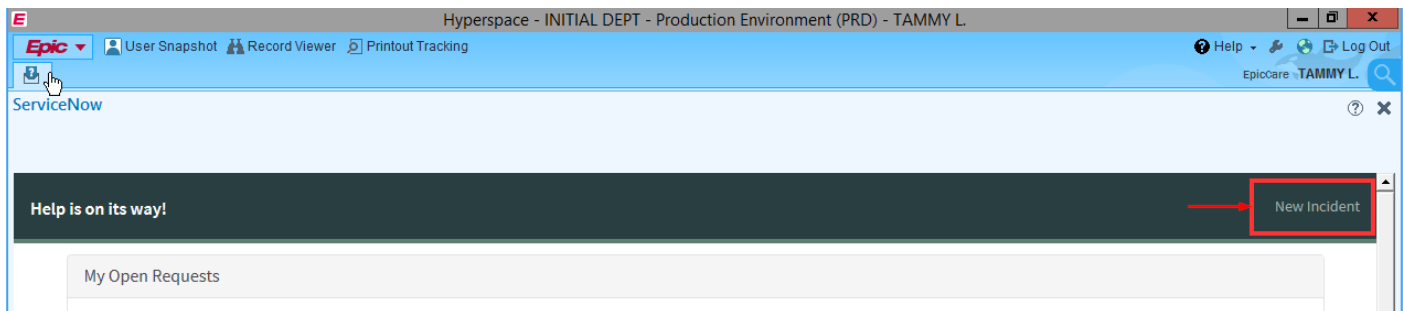 E Hyperspace - INITIAL DEPT - Production Environment (PRD) - TAMMY L.
Epic User Snapshot Record Viewer Printout Tracking Help Log Out
EpicCare TAMMY L.
ServiceNow
Help is on its way! New Incident
My Open Requests